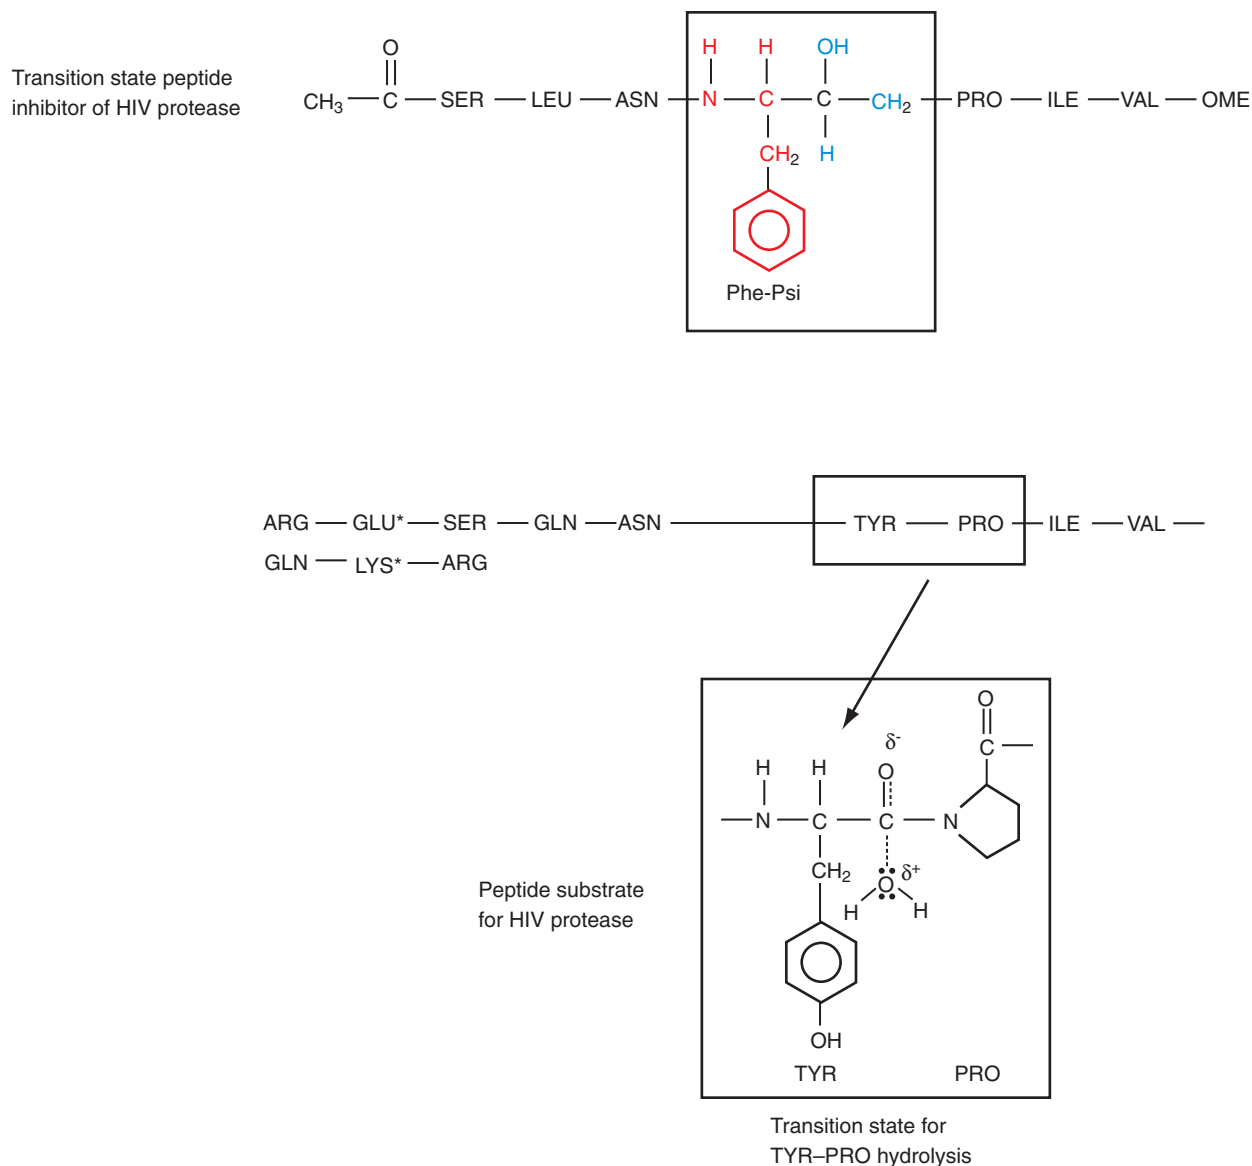 Transition state peptide
inhibitor of HIV protease
O
CH3 C SER LEU ASN N C C CH2 PRO ILE VAL OME
H H OH
CH2 H
Phe-Psi
ARG GLU* SER GLN ASN TYR PRO ILE VAL
GLN LYS* ARG
O
δ- C
H H O
N C C N
CH2 O δ+
H H
OH
TYR PRO
Peptide substrate
for HIV protease
Transition state for
TYR–PRO hydrolysis